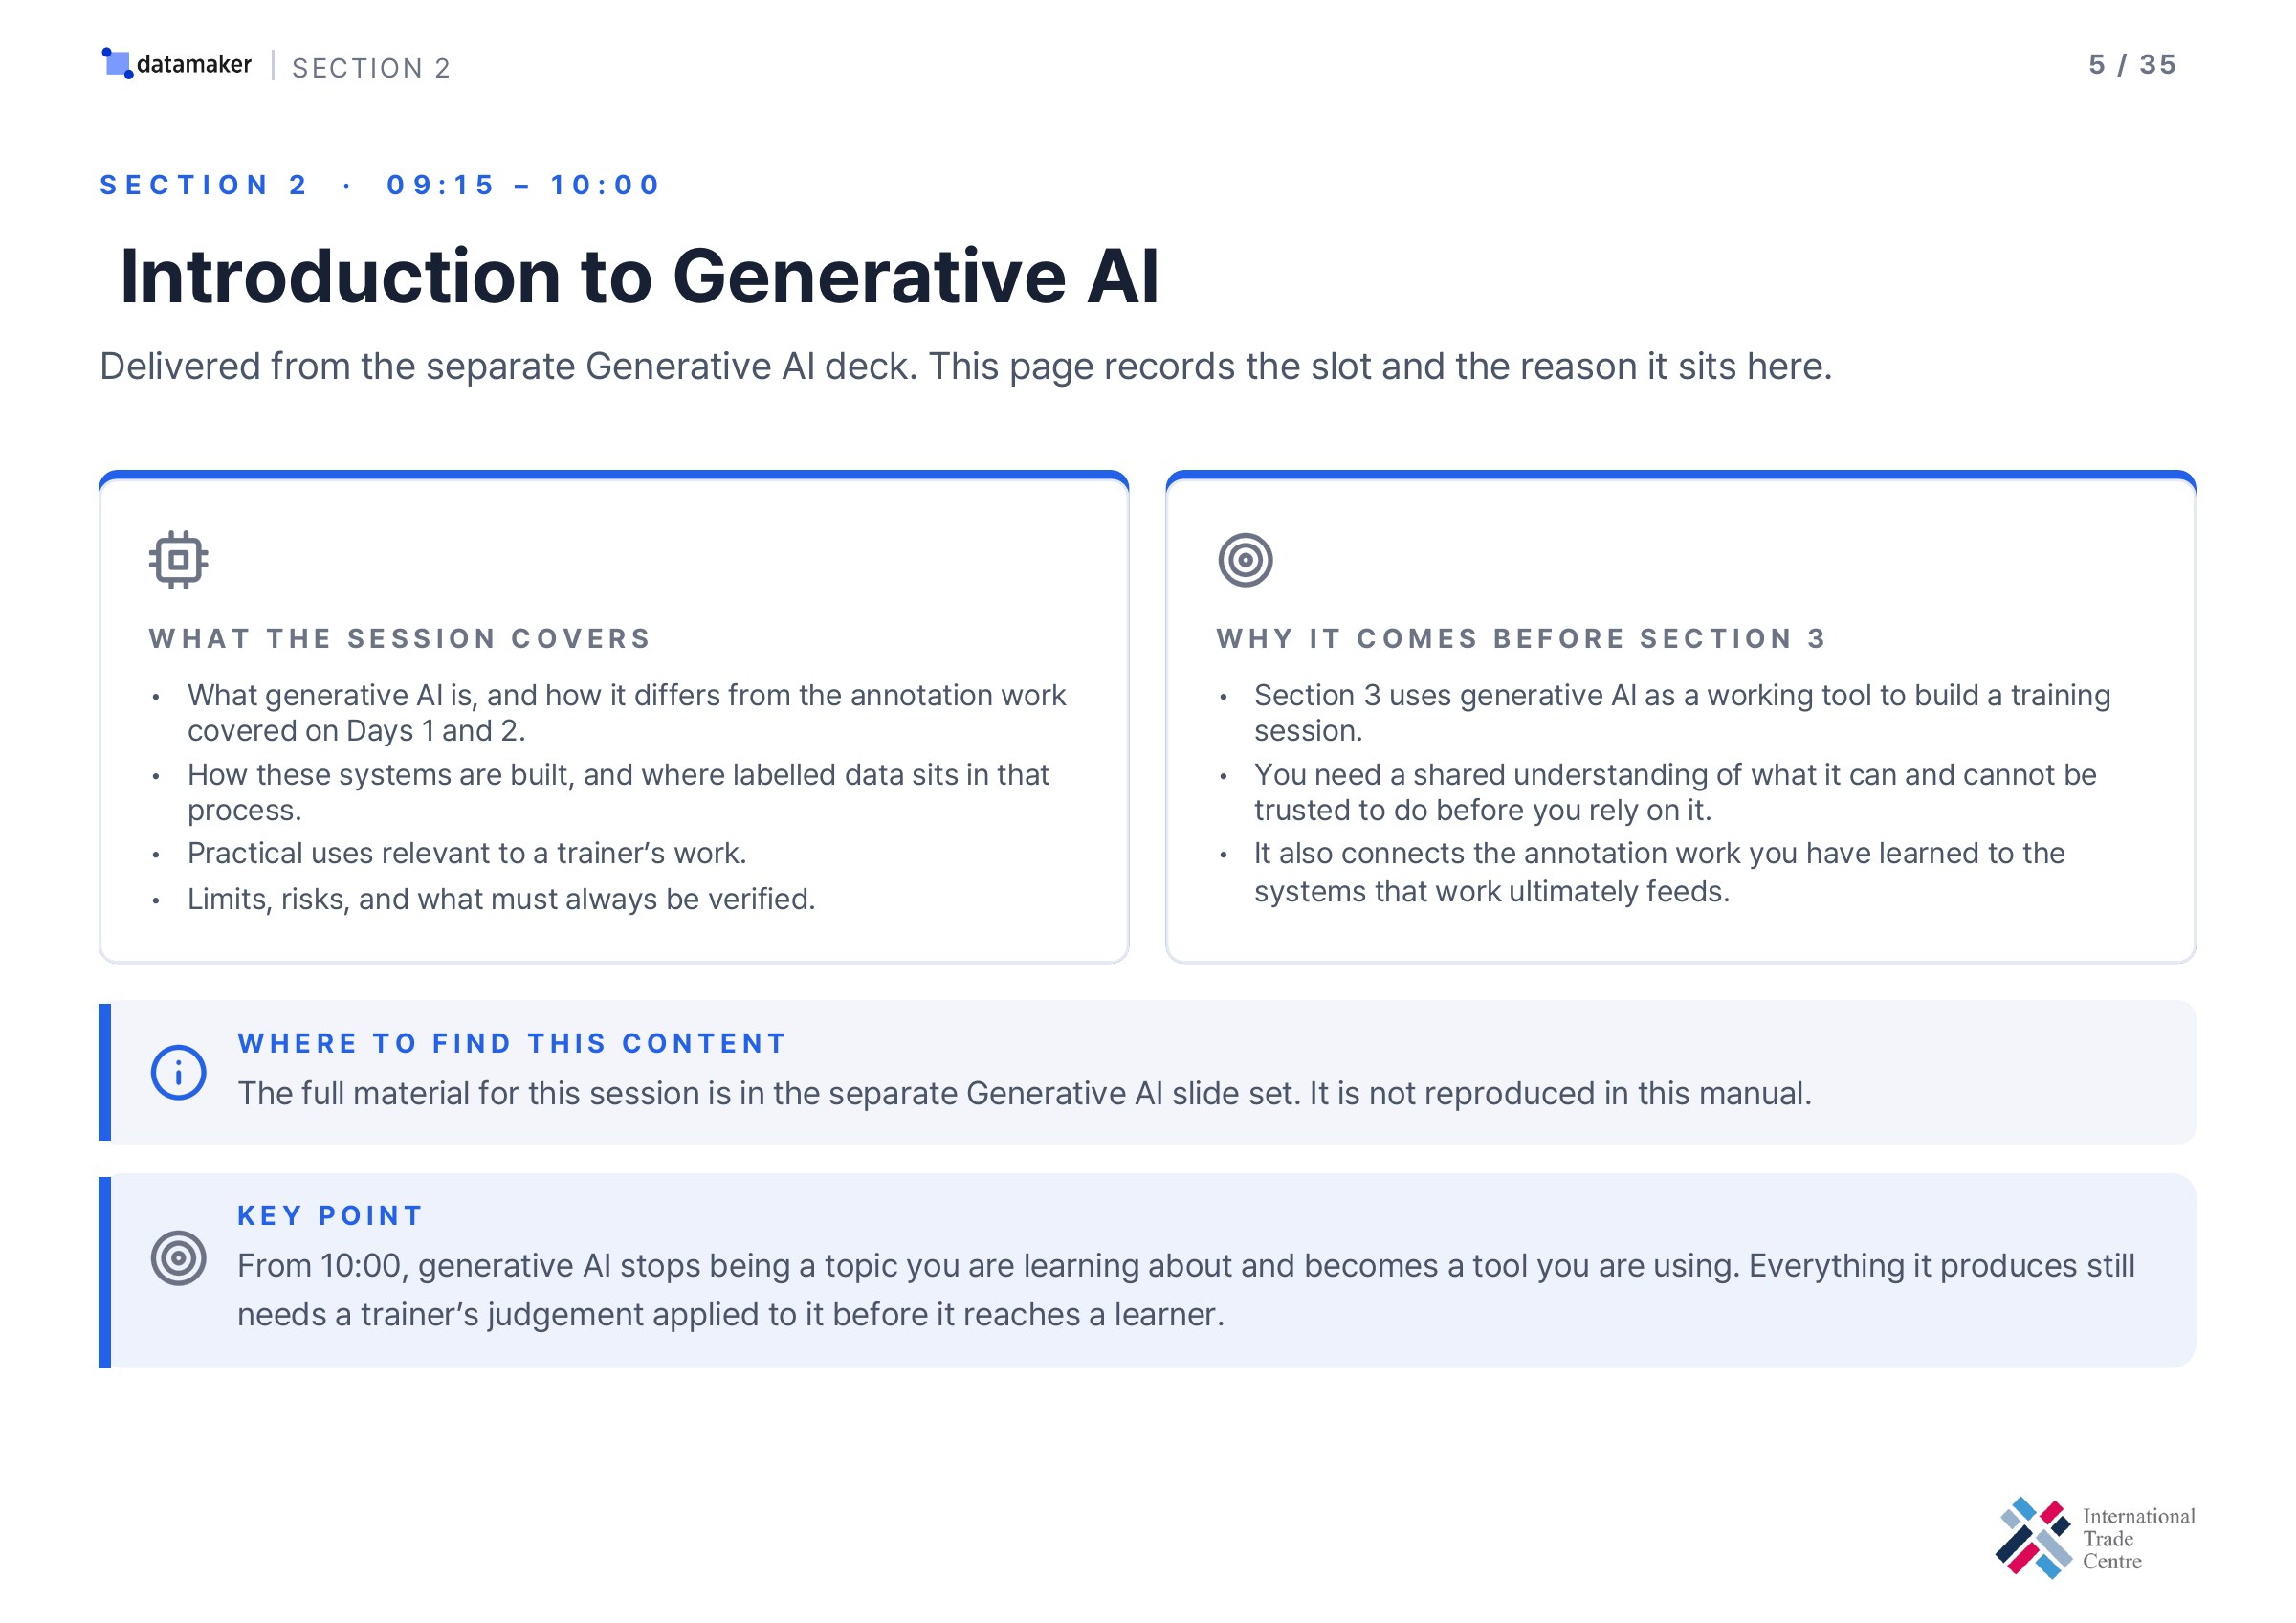 datamaker
SECTION 2
5 / 35
SECTION 2 · 09:15 – 10:00
Introduction to Generative AI
Delivered from the separate Generative AI deck. This page records the slot and the reason it sits here.
WHAT THE SESSION COVERS
• What generative AI is, and how it differs from the annotation work
covered on Days 1 and 2.
• How these systems are built, and where labelled data sits in that
process.
• Practical uses relevant to a trainer’s work.
• Limits, risks, and what must always be verified.
WHY IT COMES BEFORE SECTION 3
• Section 3 uses generative AI as a working tool to build a training
session.
• You need a shared understanding of what it can and cannot be
trusted to do before you rely on it.
• It also connects the annotation work you have learned to the
systems that work ultimately feeds.
WHERE TO FIND THIS CONTENT
The full material for this session is in the separate Generative AI slide set. It is not reproduced in this manual.
KEY POINT
From 10:00, generative AI stops being a topic you are learning about and becomes a tool you are using. Everything it produces still
needs a trainer’s judgement applied to it before it reaches a learner.
International
Trade
Centre